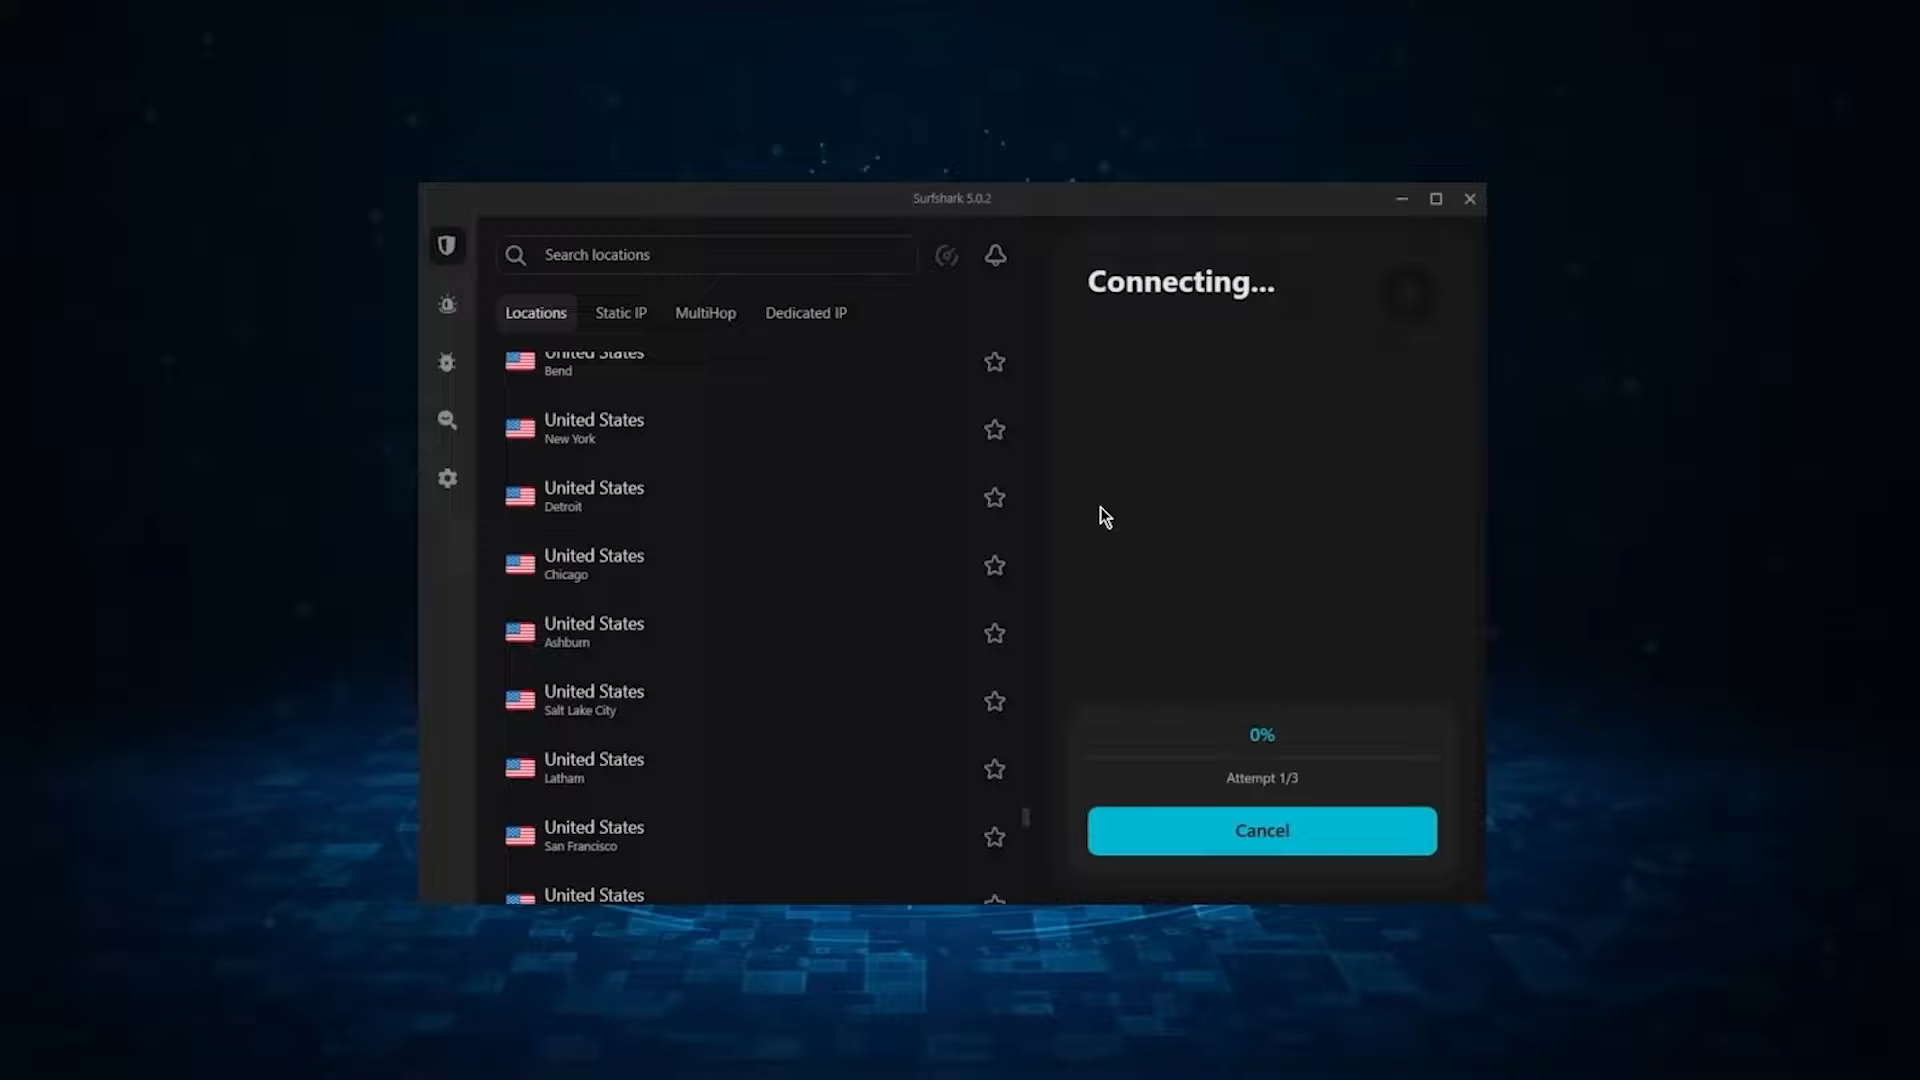 Surfshark 5.0.2
Search locations
Locations Static IP MultiHop Dedicated IP
United States
Bend
United States
New York
United States
Detroit
United States
Chicago
United States
Ashburn
United States
Salt Lake City
United States
Latham
United States
San Francisco
United States
Connecting...
0%
Attempt 1/3
Cancel